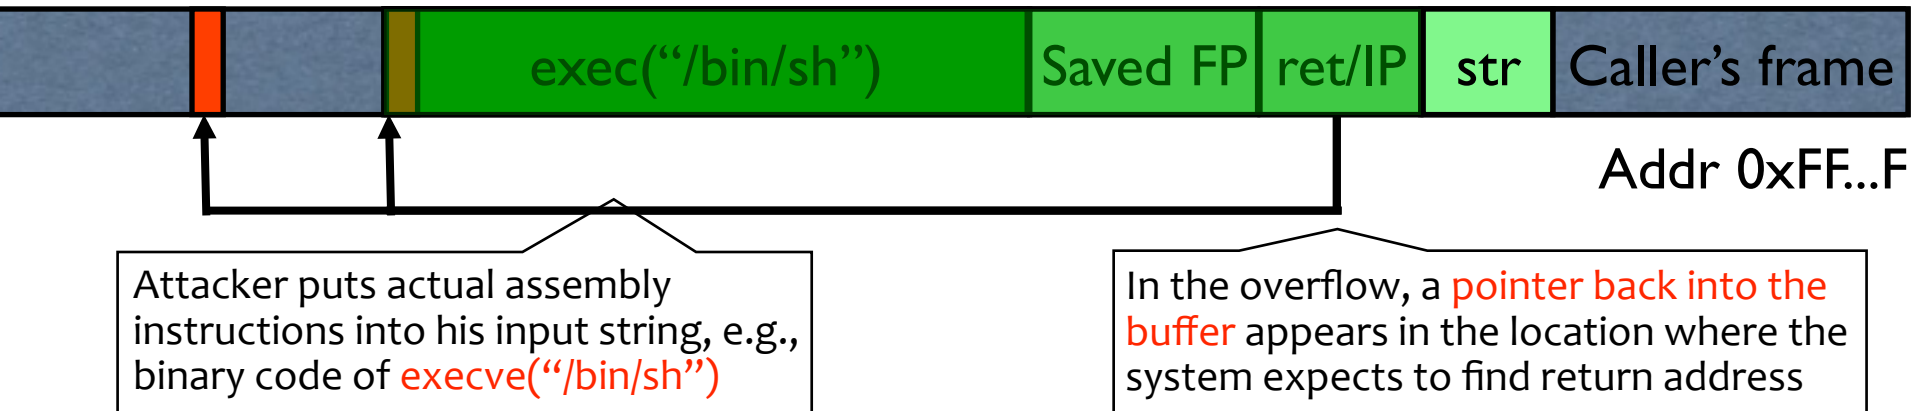 exec(“/bin/sh”) Saved FP ret/IP str Caller’s frame
Addr 0xFF...F
Attacker puts actual assembly
instructions into his input string, e.g.,
binary code of execve(“/bin/sh”)
In the overflow, a pointer back into the
buffer appears in the location where the
system expects to find return address